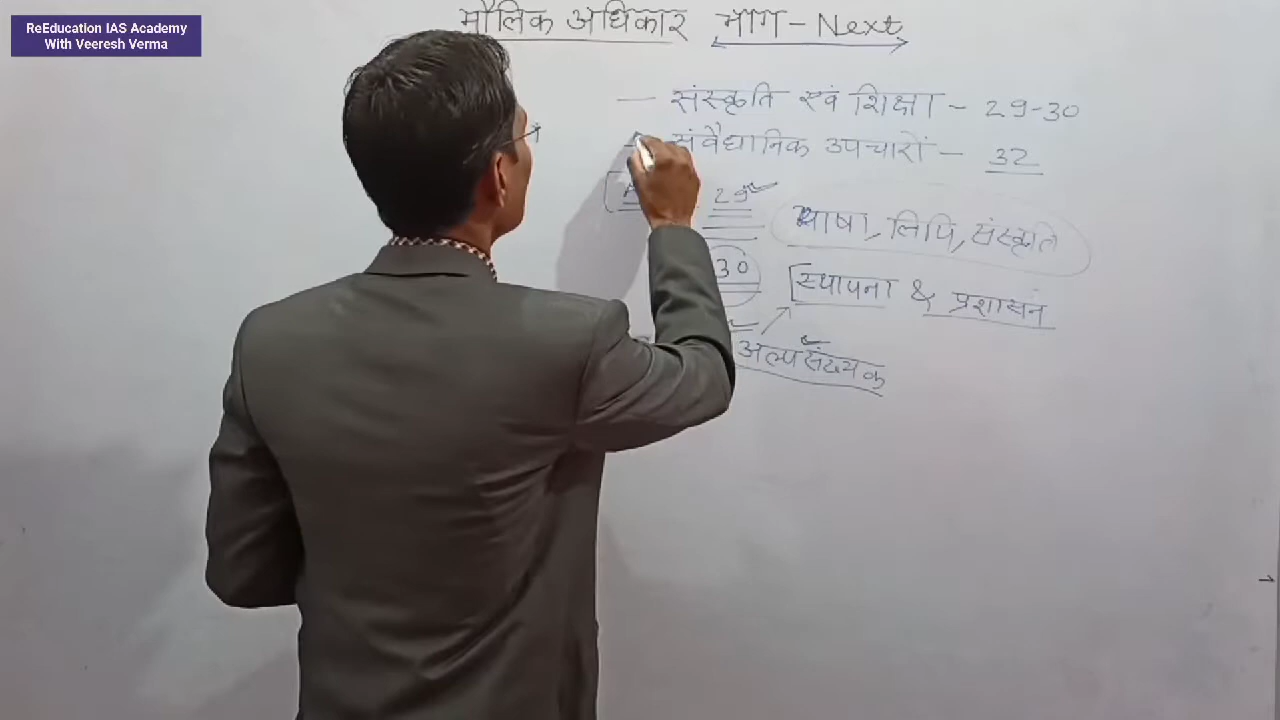 ReEducation IAS Academy
With Veeresh Verma
मौलिक अधिकार भाग - Next
— संस्कृति एवं शिक्षा - 29-30
संवैधानिक उपचारों - 32
29
भाषा, लिपि, संस्कृति
30 स्थापना & प्रशासन
अल्पसंख्यक